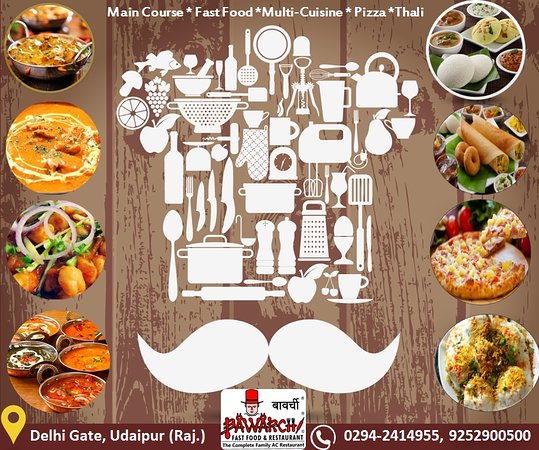 Main Course * Fast Food *Multi-Cuisine * Pizza *Thali
बावर्ची
BAWARCHI
FAST FOOD & RESTAURANT
The Complete Family AC Restaurant
Delhi Gate, Udaipur (Raj.)
0294-2414955, 9252900500